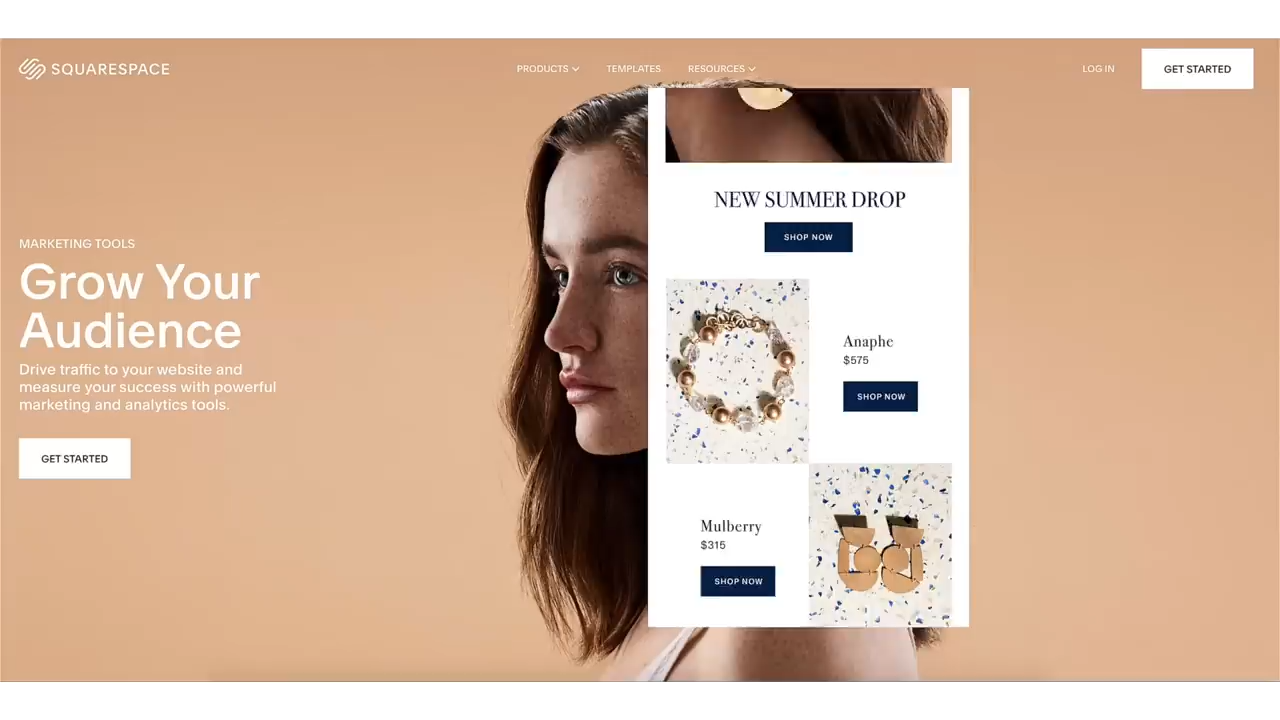 SQUARESPACE
PRODUCTS
TEMPLATES
RESOURCES
LOG IN
GET STARTED
MARKETING TOOLS
Grow Your
Audience
Drive traffic to your website and
measure your success with powerful
marketing and analytics tools.
GET STARTED
NEW SUMMER DROP
SHOP NOW
Anaphe
$575
SHOP NOW
Mulberry
$315
SHOP NOW